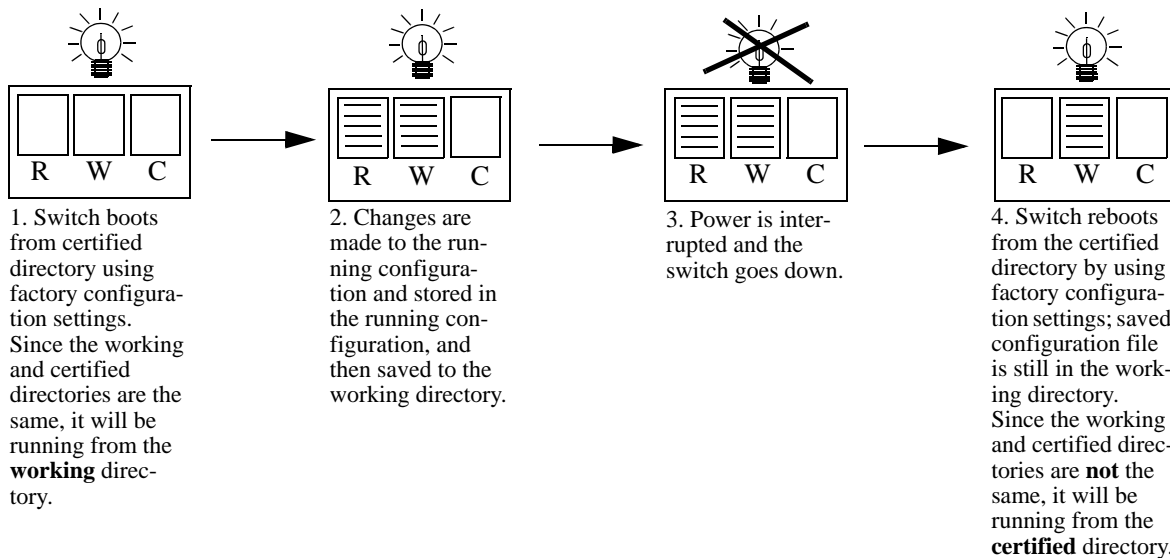 R W C
1. Switch boots
from certified
directory using
factory configura-
tion settings.
Since the working
and certified
directories are the
same, it will be
running from the
working direc-
tory.
R W C
2. Changes are
made to the run-
ning configura-
tion and stored in
the running con-
figuration, and
then saved to the
working directory.
R W C
3. Power is inter-
rupted and the
switch goes down.
R W C
4. Switch reboots
from the certified
directory by using
factory configura-
tion settings; saved
configuration file
is still in the work-
ing directory.
Since the working
and certified direc-
tories are not the
same, it will be
running from the
certified directory.